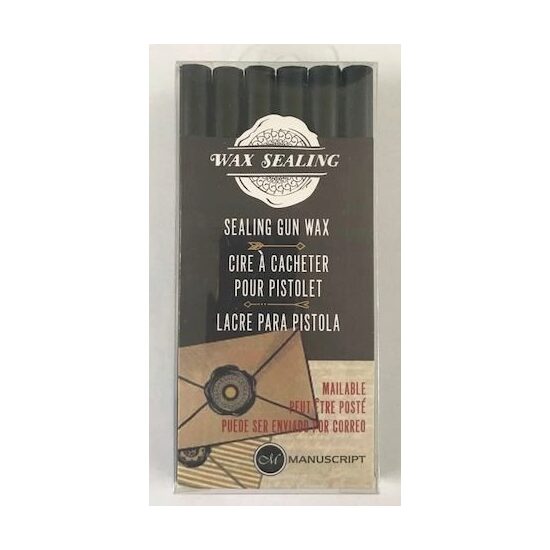 WAX SEALING
SEALING GUN WAX
CIRE À CACHETER
POUR PISTOLET
LACRE PARA PISTOLA
MAILABLE
PEUT ÊTRE POSTÉ
PUEDE SER ENVIADO POR CORREO
M MANUSCRIPT